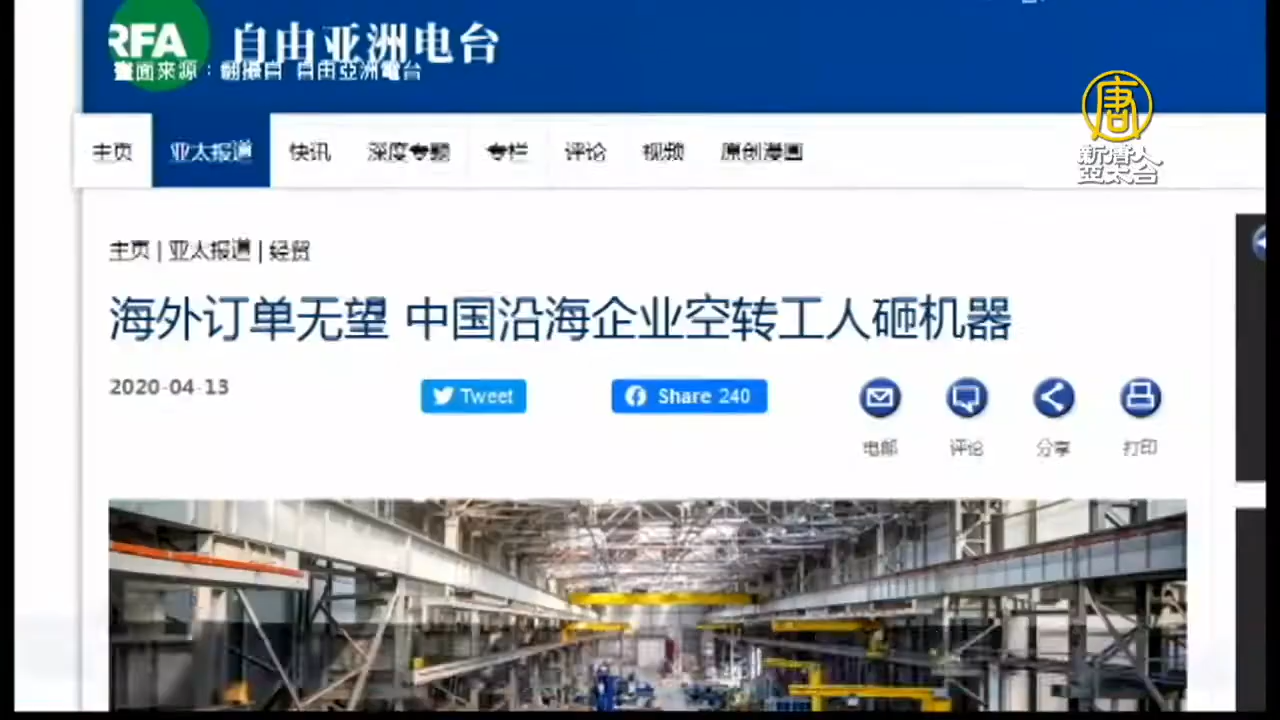 RFA 自由亚洲电台
畫面來源：翻攝自 自由亞洲電台
唐
新唐人
亞太台
主页 亚太报道 快讯 深度专题 专栏 评论 视频 原创漫画
主页 | 亚太报道 | 经贸
海外订单无望 中国沿海企业空转工人砸机器
2020-04-13
Tweet
Share 240
电邮 评论 分享 打印